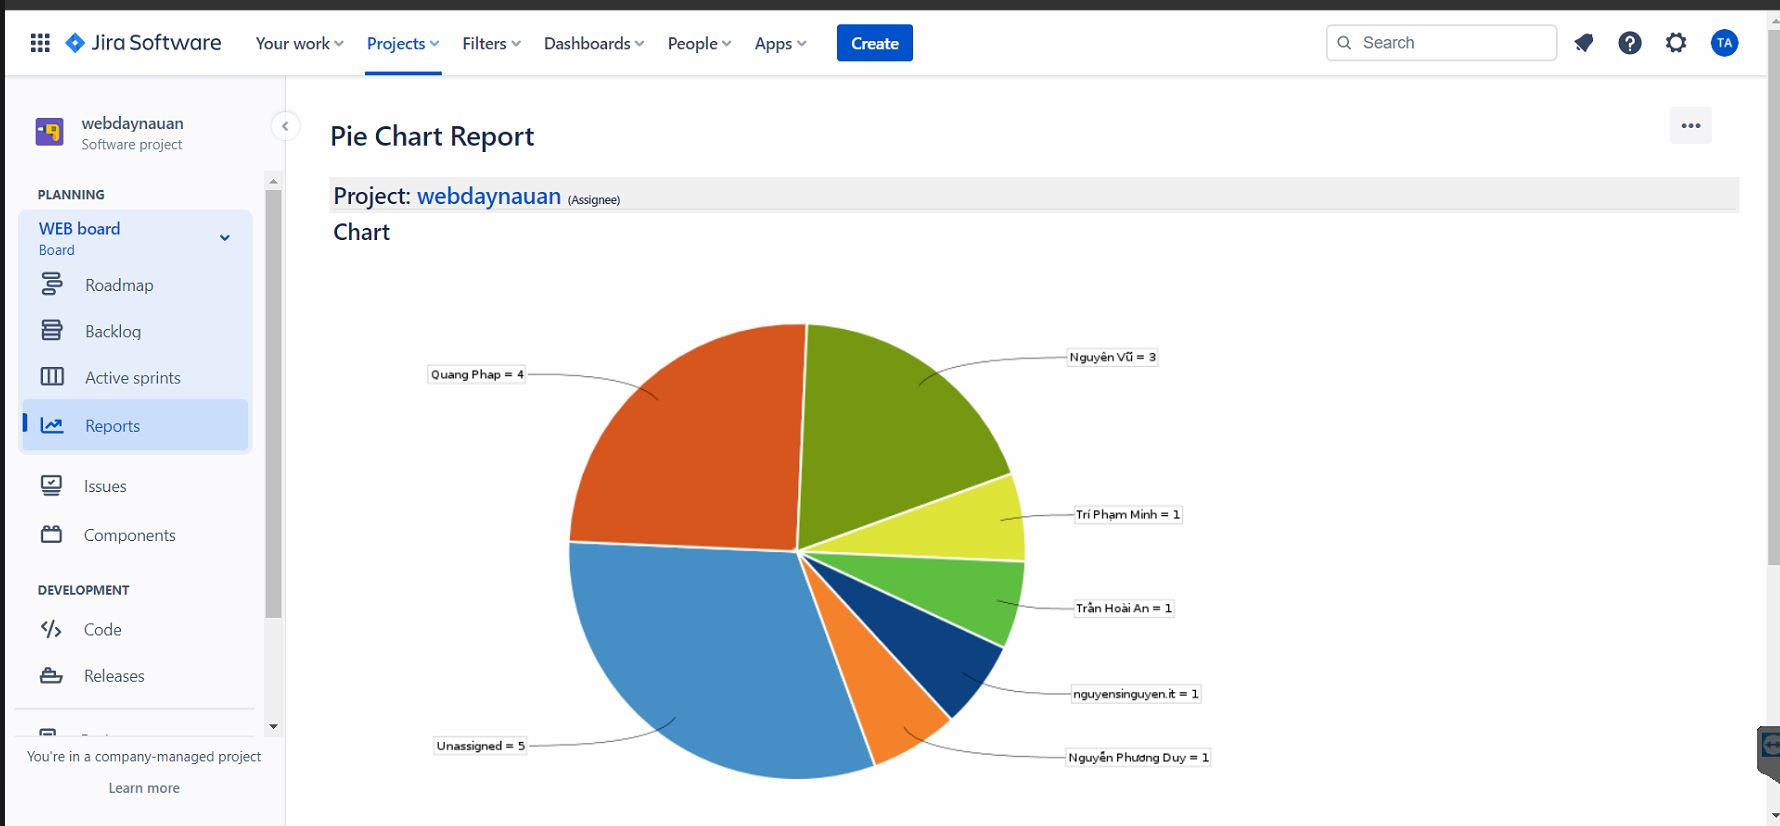 Jira Software
Your work
Projects
Filters
Dashboards
People
Apps
Create
Search
TA
webdaynauan
Software project
PLANNING
WEB board
Board
Roadmap
Backlog
Active sprints
Reports
Issues
Components
DEVELOPMENT
Code
Releases
You're in a company-managed project
Learn more
Pie Chart Report
Project: webdaynauan (Assignee)
Chart
Quang Phap = 4
Nguyên Vũ = 3
Trí Phạm Minh = 1
Trần Hoài An = 1
nguyensinguyen.it = 1
Nguyễn Phương Duy = 1
Unassigned = 5